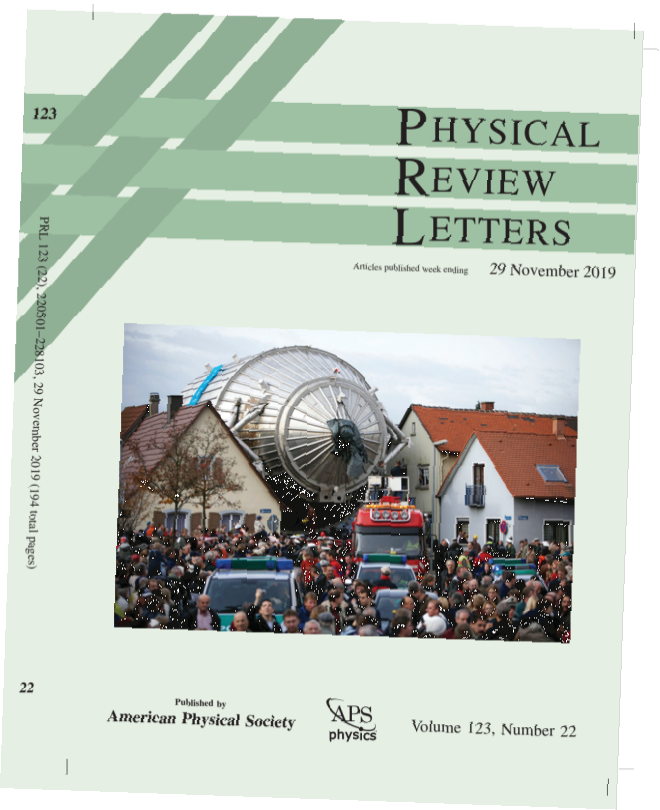 123
PHYSICAL
REVIEW
LETTERS
Articles published week ending 29 November 2019
PRL 123 (22), 220501–228103, 29 November 2019 (194 total pages)
22
Published by
American Physical Society
APS
physics
Volume 123, Number 22